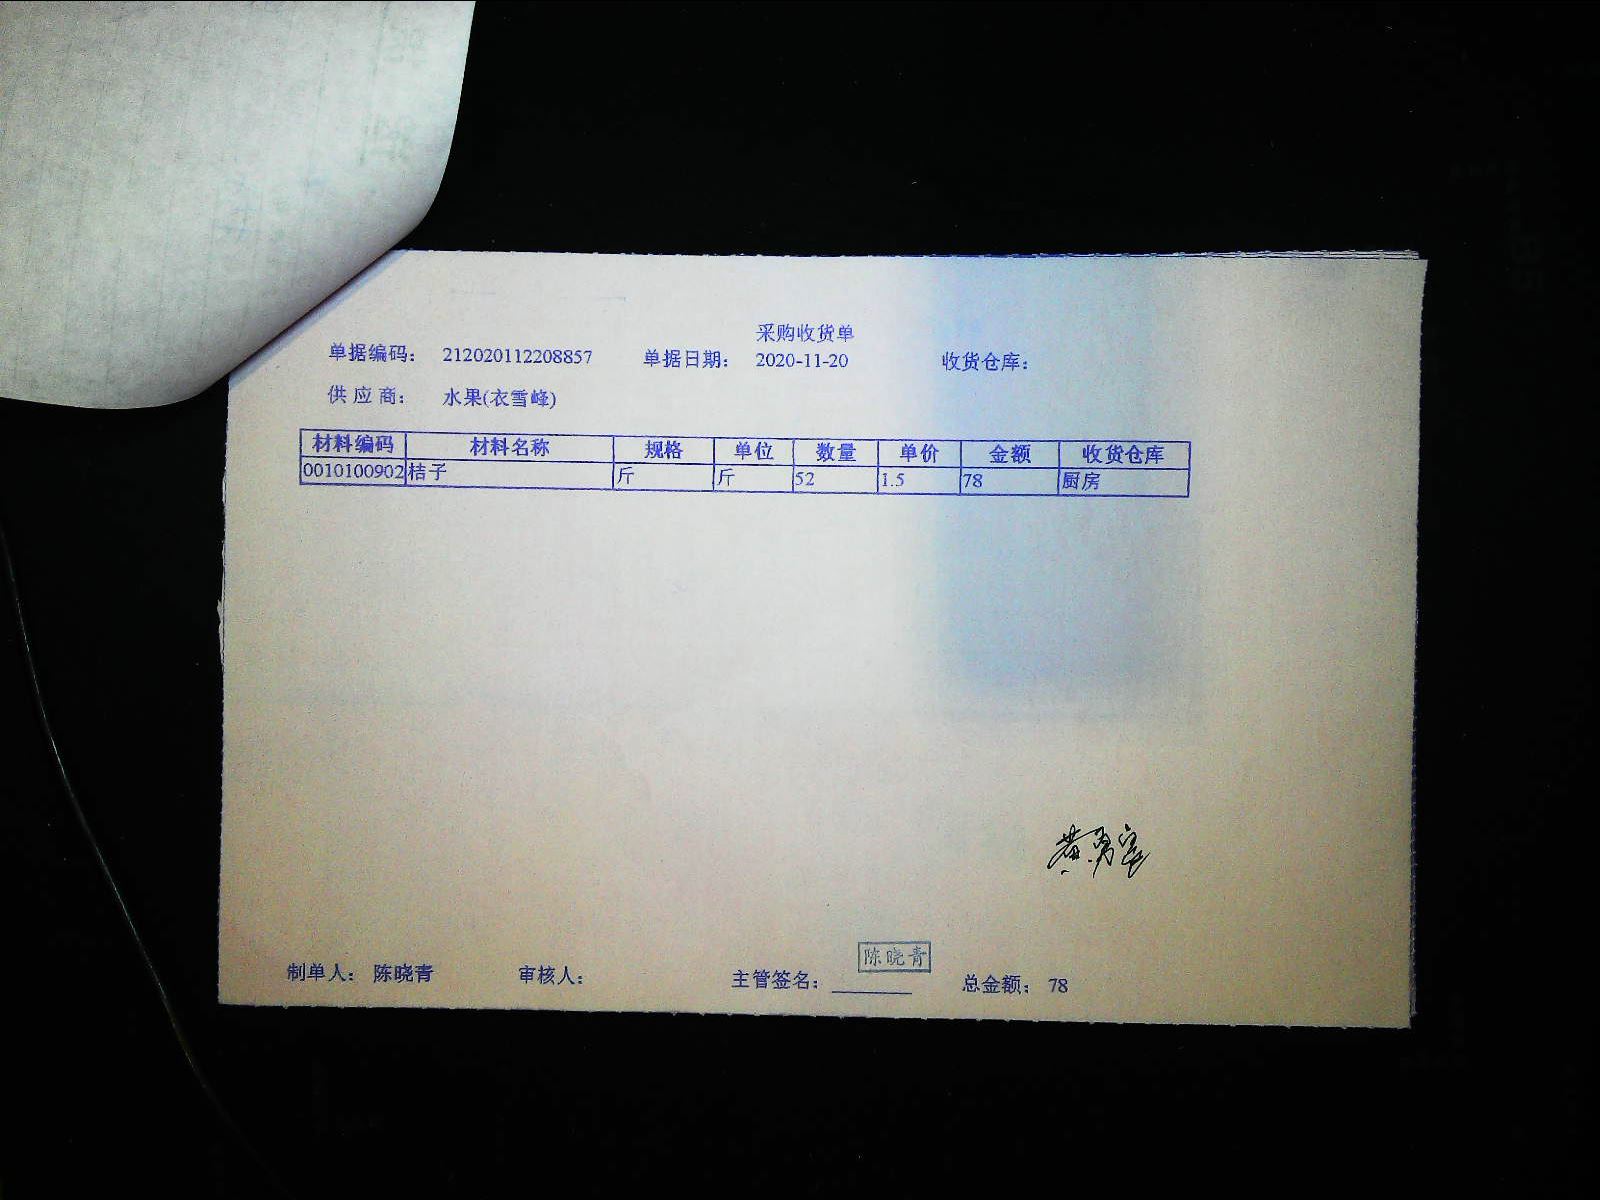 采购收货单
单据编码： 212020112208857 单据日期： 2020-11-20 收货仓库：
供 应 商： 水果(衣雪峰)
材料编码 材料名称 规格 单位 数量 单价 金额 收货仓库
0010100902 桔子 斤 斤 52 1.5 78 厨房
陈晓青
制单人： 陈晓青 审核人： 主管签名： 总金额： 78